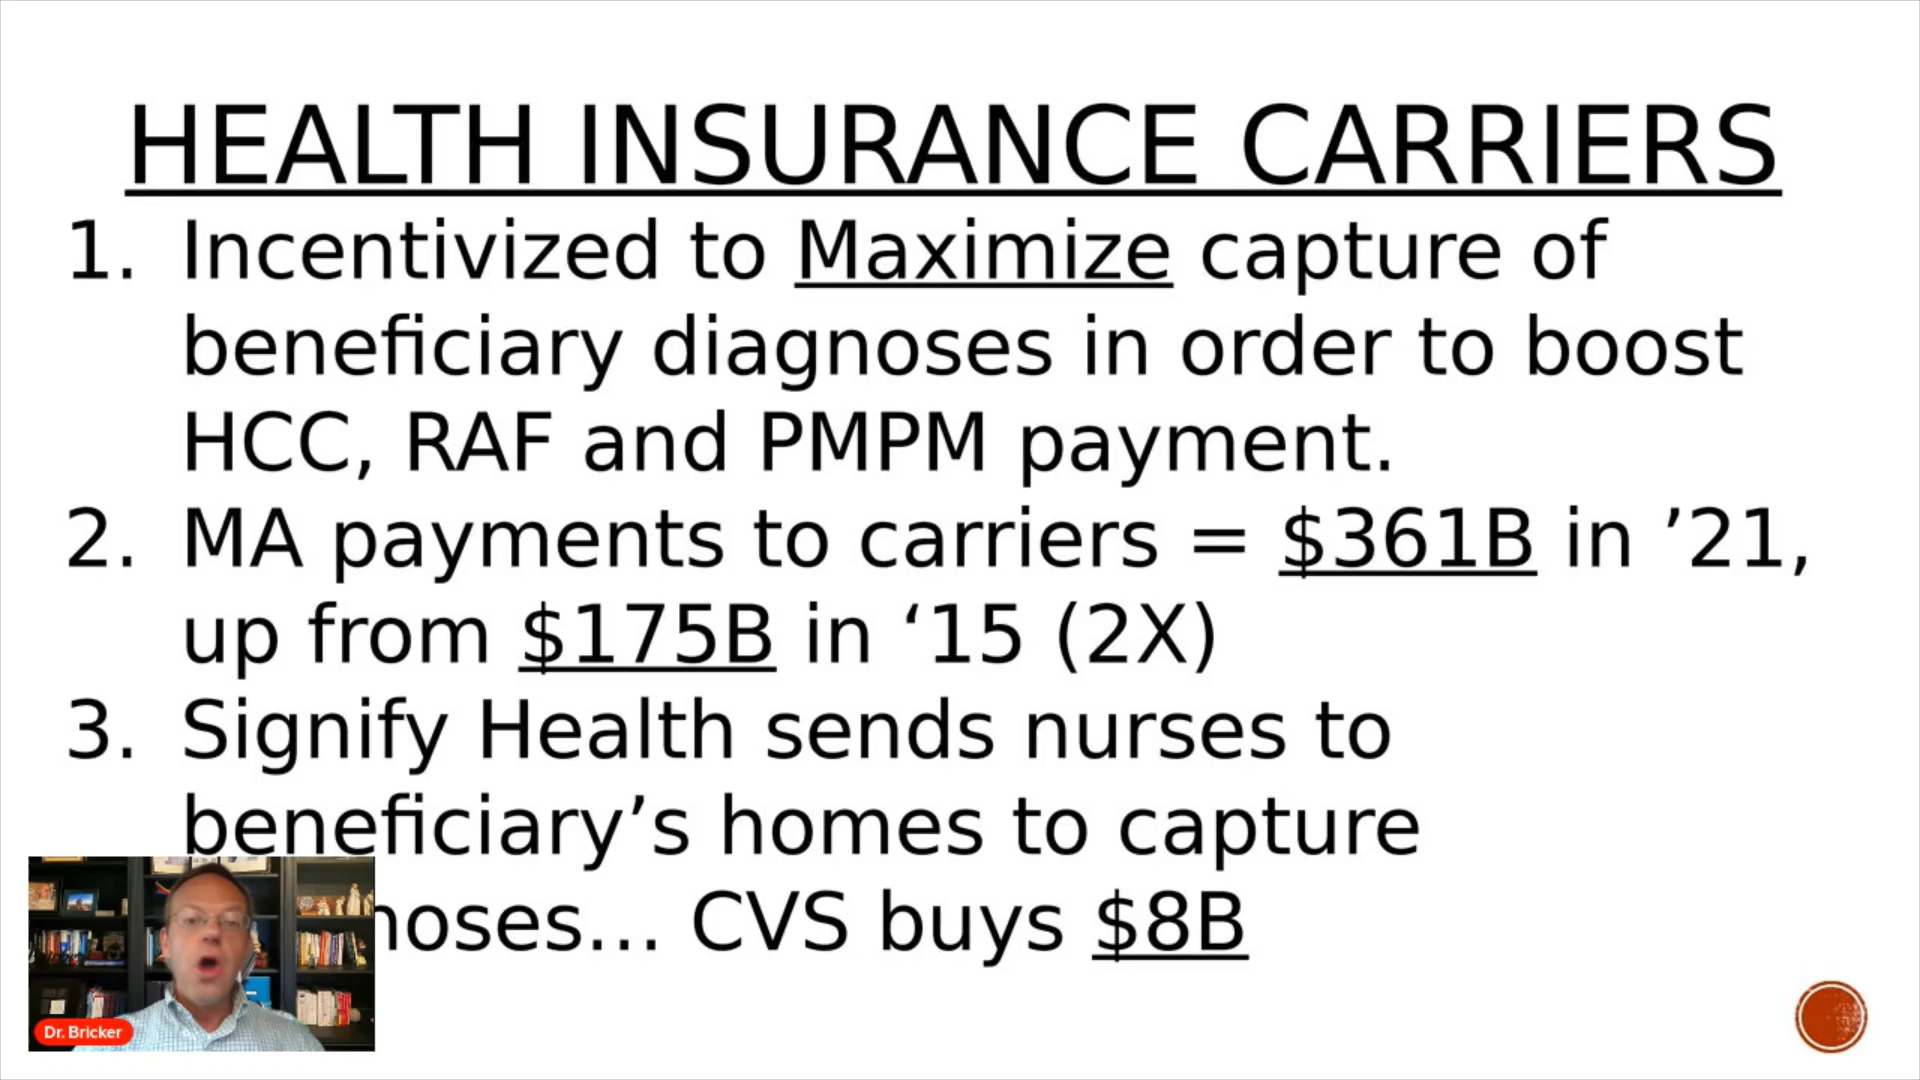 HEALTH INSURANCE CARRIERS
1. Incentivized to Maximize capture of
beneficiary diagnoses in order to boost
HCC, RAF and PMPM payment.
2. MA payments to carriers = $361B in ’21,
up from $175B in ‘15 (2X)
3. Signify Health sends nurses to
beneficiary’s homes to capture
noses... CVS buys $8B
Dr. Bricker